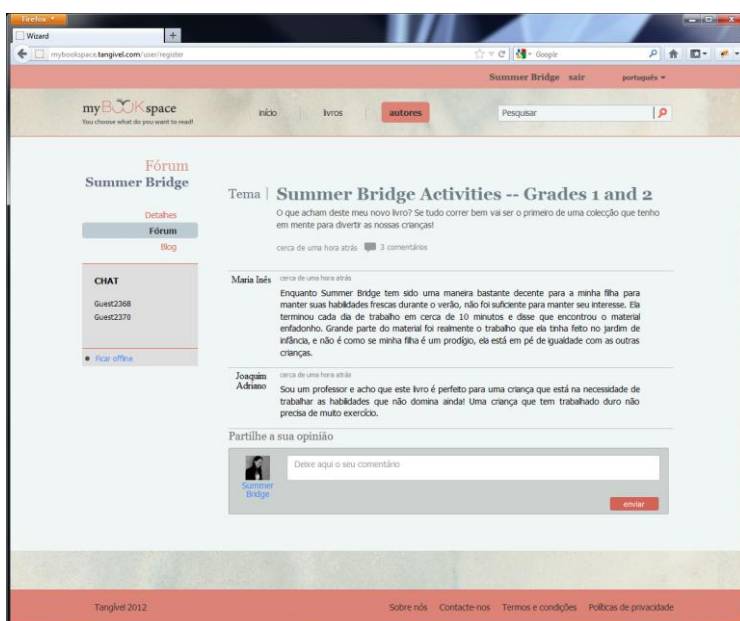 Firefox
Wizard
mybookspace.tangivel.com/user/register
Google
Summer Bridge sair português
my BOOK space
You choose what do you want to read!
início livros autores
Pesquisar
Fórum
Summer Bridge
Detalhes
Fórum
Blog
CHAT
Guest2368
Guest2370
Ficar offline
Tema | Summer Bridge Activities -- Grades 1 and 2
O que acham deste meu novo livro? Se tudo correr bem vai ser o primeiro de uma colecção que tenho
em mente para divertir as nossas crianças!
cerca de uma hora atrás 3 comentários
Maria Inês cerca de uma hora atrás
Enquanto Summer Bridge tem sido uma maneira bastante decente para a minha filha para
manter suas habilidades frescas durante o verão, não foi suficiente para manter seu interesse. Ela
terminou cada dia de trabalho em cerca de 10 minutos e disse que encontrou o material
enfadonho. Grande parte do material foi realmente o trabalho que ela tinha feito no jardim de
infância, e não é como se minha filha é um prodígio, ela está em pé de igualdade com as outras
crianças.
Joaquim Adriano cerca de uma hora atrás
Sou um professor e acho que este livro é perfeito para uma criança que está na necessidade de
trabalhar as habilidades que não domina ainda! Uma criança que tem trabalhado duro não
precisa de muito exercício.
Partilhe a sua opinião
Summer
Bridge
Deixe aqui o seu comentário
enviar
Tangível 2012
Sobre nós Contacte-nos Termos e condições Políticas de privacidade